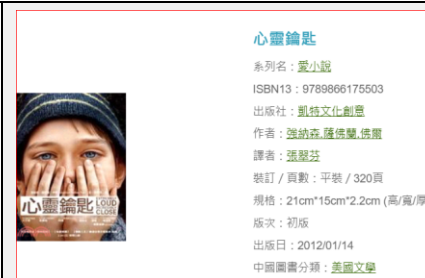 心靈鑰匙
系列名：愛小說
ISBN13：9789866175503
出版社：凱特文化創意
作者：強納森.薩佛蘭.佛爾
譯者：張翠芬
裝訂／頁數：平裝／320頁
規格：21cm*15cm*2.2cm (高/寬/厚
版次：初版
出版日：2012/01/14
中國圖書分類：美國文學
心靈鑰匙
LOUD
CLOSE